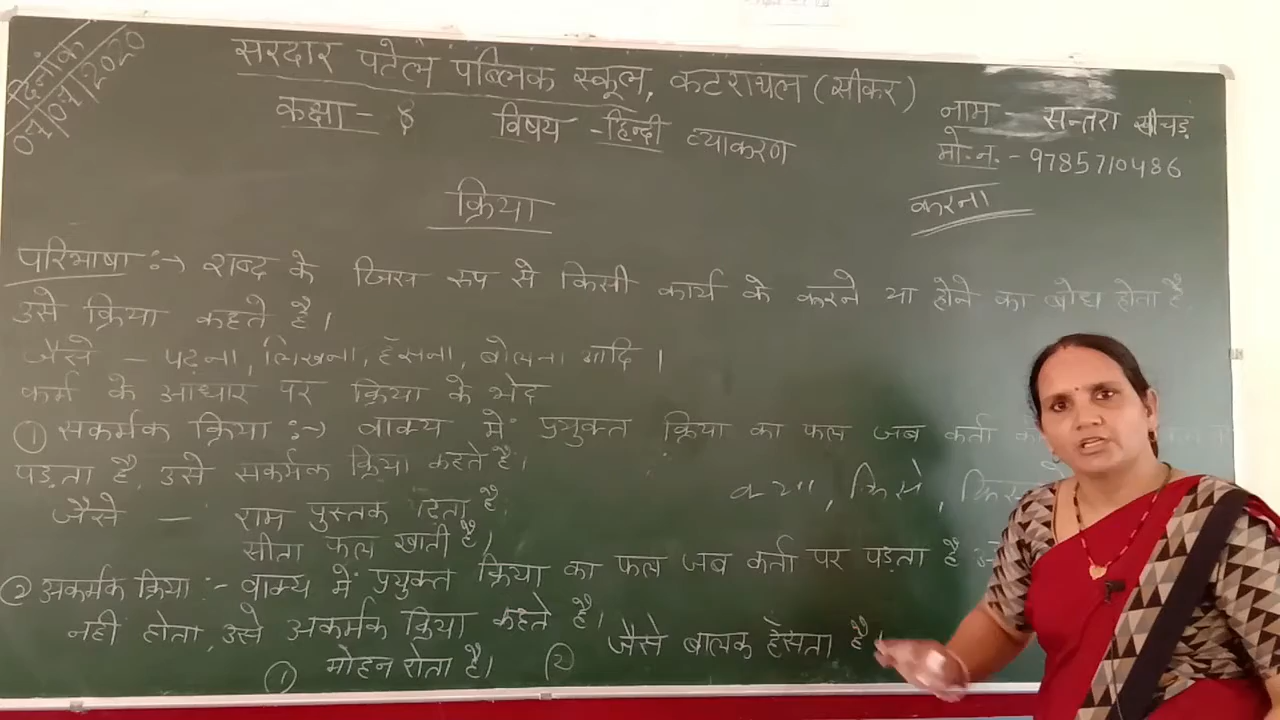 दिनांक
07/07/2020
सरदार पटेल पब्लिक स्कूल, कटराथल (सीकर)
कक्षा - 8 विषय - हिन्दी व्याकरण
नाम - सन्तरा खीचड़
मो. न. - 9785710486
क्रिया
करना
परिभाषा :→ शब्द के जिस रूप से किसी कार्य के करने या होने का बोध होता है,
उसे क्रिया कहते है।
जैसे - पढ़ना, लिखना, हँसना, बोलना आदि।
कर्म के आधार पर क्रिया के भेद
① सकर्मक क्रिया :→ वाक्य में प्रयुक्त क्रिया का फल जब कर्ता
पड़ता है, उसे सकर्मक क्रिया कहते है।
क्या, किसे,
जैसे — राम पुस्तक देता है।
सीता फल खाती है।
② अकर्मक क्रिया :- वाक्य में प्रयुक्त क्रिया का फल जब कर्ता पर पड़ता है
नही होता, उसे अकर्मक क्रिया कहते है।
① मोहन रोता है। ② जैसे बालक हँसता है।